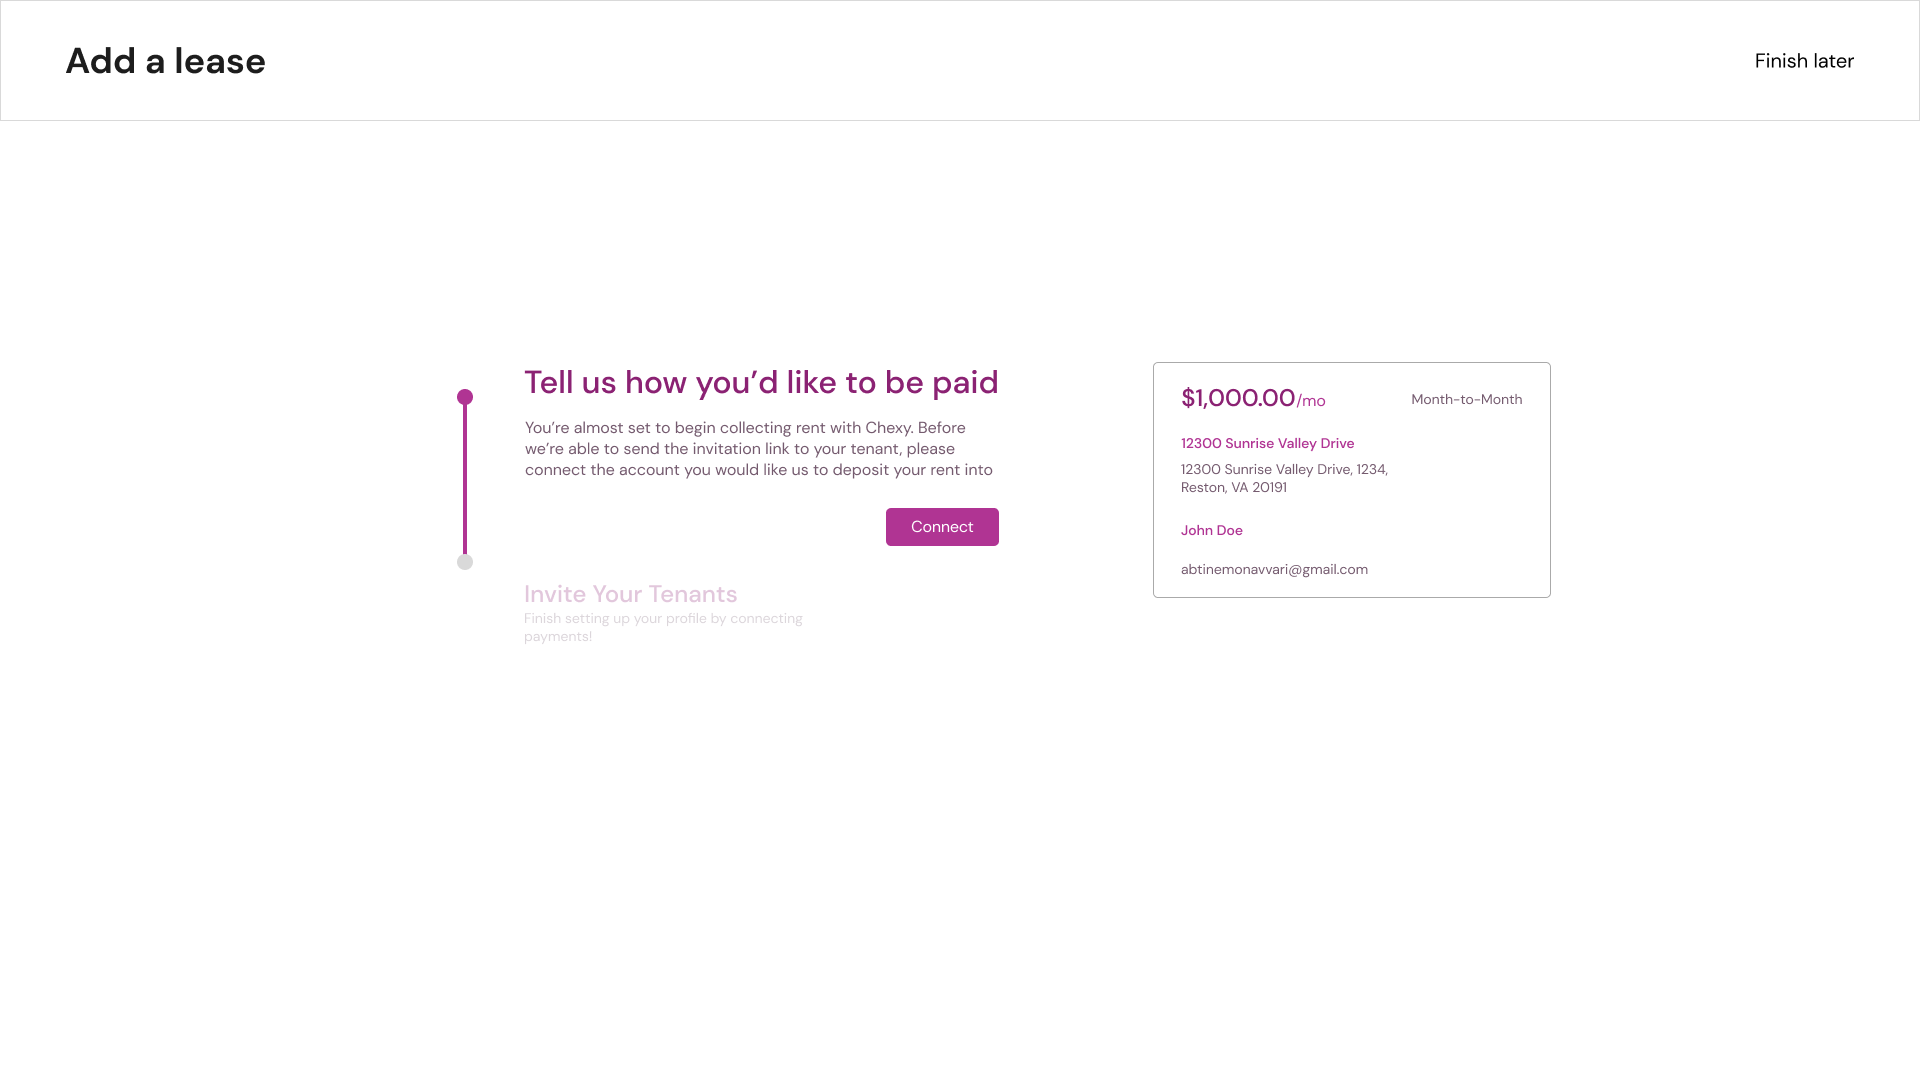 Add a lease
Finish later
Tell us how you’d like to be paid
You’re almost set to begin collecting rent with Chexy. Before
we’re able to send the invitation link to your tenant, please
connect the account you would like us to deposit your rent into
Connect
Invite Your Tenants
Finish setting up your profile by connecting
payments!
$1,000.00/mo
Month-to-Month
12300 Sunrise Valley Drive
12300 Sunrise Valley Drive, 1234,
Reston, VA 20191
John Doe
abtinemonavvari@gmail.com